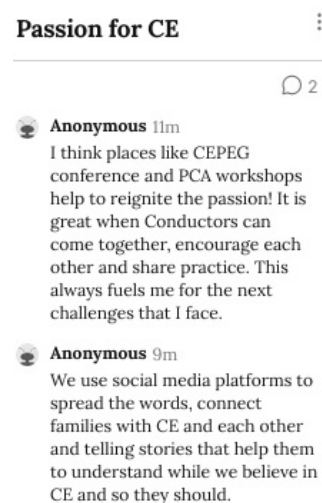 Passion for CE
2
Anonymous 11m
I think places like CEPEG
conference and PCA workshops
help to reignite the passion! It is
great when Conductors can
come together, encourage each
other and share practice. This
always fuels me for the next
challenges that I face.
Anonymous 9m
We use social media platforms to
spread the words, connect
families with CE and each other
and telling stories that help them
to understand while we believe in
CE and so they should.